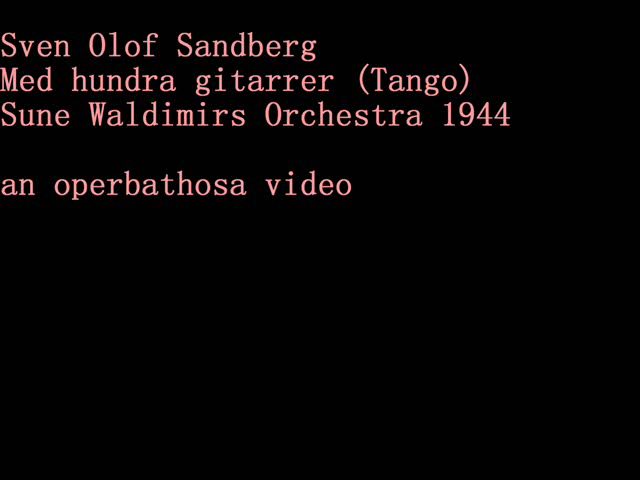 Sven Olof Sandberg
Med hundra gitarrer (Tango)
Sune Waldimirs Orchestra 1944
an operbathosa video